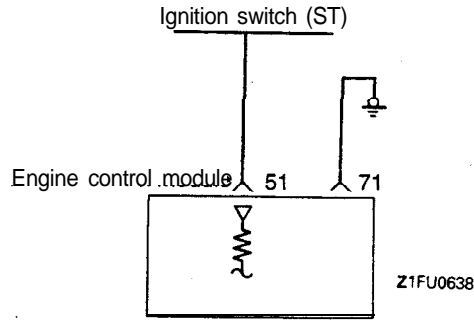 Ignition switch (ST)
Engine control module 51 71
Z1FU0638